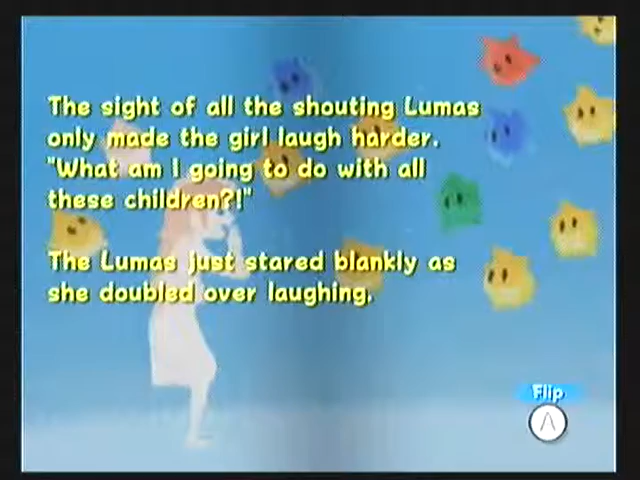 The sight of all the shouting Lumas
only made the girl laugh harder.
"What am I going to do with all
these children?!"
The Lumas just stared blankly as
she doubled over laughing.
Flip
A